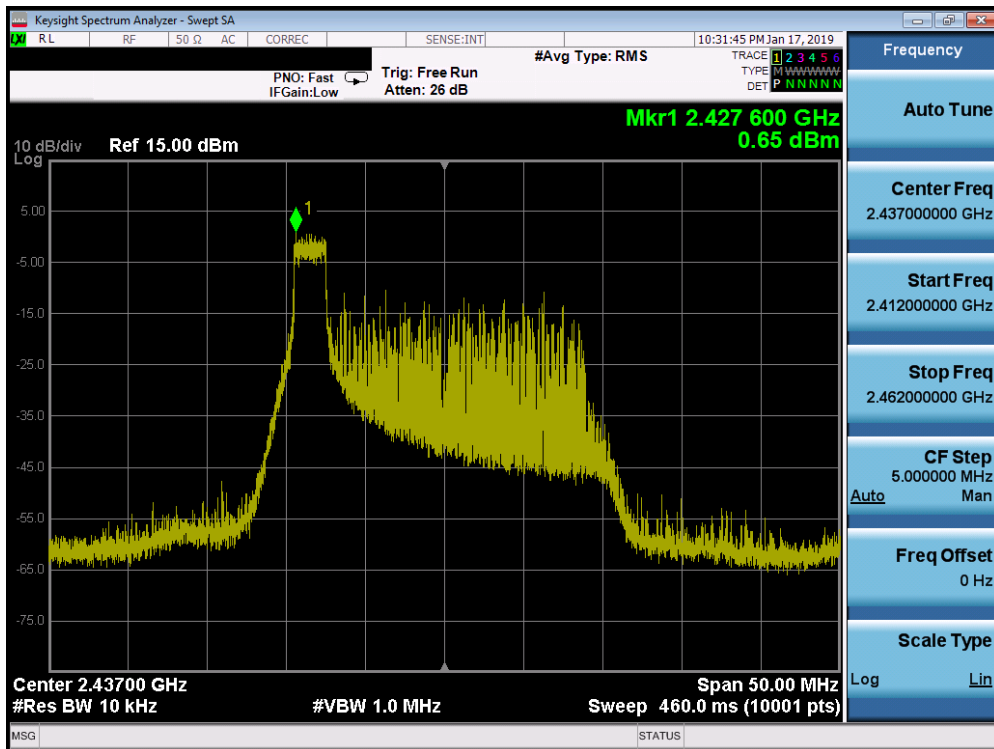 Keysight Spectrum Analyzer - Swept SA
LXI RL RF 50 Ω AC CORREC SENSE:INT 10:31:45 PM Jan 17, 2019
#Avg Type: RMS TRACE 1 2 3 4 5 6
PNO: Fast Trig: Free Run TYPE M WWWWW
IFGain:Low Atten: 26 dB DET P N N N N N
Mkr1 2.427 600 GHz
0.65 dBm
10 dB/div Ref 15.00 dBm
Log
1
5.00
-5.00
-15.0
-25.0
-35.0
-45.0
-55.0
-65.0
-75.0
Center 2.43700 GHz Span 50.00 MHz
#Res BW 10 kHz #VBW 1.0 MHz Sweep 460.0 ms (10001 pts)
MSG STATUS
Frequency
Auto Tune
Center Freq
2.437000000 GHz
Start Freq
2.412000000 GHz
Stop Freq
2.462000000 GHz
CF Step
5.000000 MHz
Auto Man
Freq Offset
0 Hz
Scale Type
Log Lin